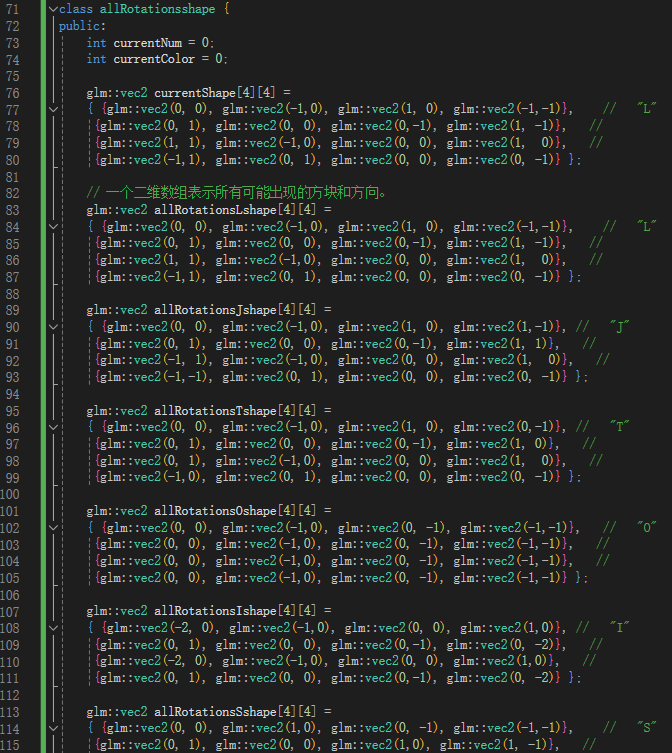 71 class allRotationsshape {
72 public:
73 int currentNum = 0;
74 int currentColor = 0;
75
76 glm::vec2 currentShape[4][4] =
77 { {glm::vec2(0, 0), glm::vec2(-1,0), glm::vec2(1, 0), glm::vec2(-1,-1)}, // "L"
78 {glm::vec2(0, 1), glm::vec2(0, 0), glm::vec2(0,-1), glm::vec2(1, -1)}, //
79 {glm::vec2(1, 1), glm::vec2(-1,0), glm::vec2(0, 0), glm::vec2(1, 0)}, //
80 {glm::vec2(-1,1), glm::vec2(0, 1), glm::vec2(0, 0), glm::vec2(0, -1)} };
81
82 // 一个二维数组表示所有可能出现的方块和方向。
83 glm::vec2 allRotationsLshape[4][4] =
84 { {glm::vec2(0, 0), glm::vec2(-1,0), glm::vec2(1, 0), glm::vec2(-1,-1)}, // "L"
85 {glm::vec2(0, 1), glm::vec2(0, 0), glm::vec2(0,-1), glm::vec2(1, -1)}, //
86 {glm::vec2(1, 1), glm::vec2(-1,0), glm::vec2(0, 0), glm::vec2(1, 0)}, //
87 {glm::vec2(-1,1), glm::vec2(0, 1), glm::vec2(0, 0), glm::vec2(0, -1)} };
88
89 glm::vec2 allRotationsJshape[4][4] =
90 { {glm::vec2(0, 0), glm::vec2(-1,0), glm::vec2(1, 0), glm::vec2(1,-1)}, // "J"
91 {glm::vec2(0, 1), glm::vec2(0, 0), glm::vec2(0,-1), glm::vec2(1, 1)}, //
92 {glm::vec2(-1, 1), glm::vec2(-1,0), glm::vec2(0, 0), glm::vec2(1, 0)}, //
93 {glm::vec2(-1,-1), glm::vec2(0, 1), glm::vec2(0, 0), glm::vec2(0, -1)} };
94
95 glm::vec2 allRotationsTshape[4][4] =
96 { {glm::vec2(0, 0), glm::vec2(-1,0), glm::vec2(1, 0), glm::vec2(0,-1)}, // "T"
97 {glm::vec2(0, 1), glm::vec2(0, 0), glm::vec2(0,-1), glm::vec2(1, 0)}, //
98 {glm::vec2(0, 1), glm::vec2(-1,0), glm::vec2(0, 0), glm::vec2(1, 0)}, //
99 {glm::vec2(-1,0), glm::vec2(0, 1), glm::vec2(0, 0), glm::vec2(0, -1)} };
100
101 glm::vec2 allRotationsOshape[4][4] =
102 { {glm::vec2(0, 0), glm::vec2(-1,0), glm::vec2(0, -1), glm::vec2(-1,-1)}, // "O"
103 {glm::vec2(0, 0), glm::vec2(-1,0), glm::vec2(0, -1), glm::vec2(-1,-1)}, //
104 {glm::vec2(0, 0), glm::vec2(-1,0), glm::vec2(0, -1), glm::vec2(-1,-1)}, //
105 {glm::vec2(0, 0), glm::vec2(-1,0), glm::vec2(0, -1), glm::vec2(-1,-1)} };
106
107 glm::vec2 allRotationsIshape[4][4] =
108 { {glm::vec2(-2, 0), glm::vec2(-1,0), glm::vec2(0, 0), glm::vec2(1,0)}, // "I"
109 {glm::vec2(0, 1), glm::vec2(0, 0), glm::vec2(0,-1), glm::vec2(0, -2)}, //
110 {glm::vec2(-2, 0), glm::vec2(-1,0), glm::vec2(0, 0), glm::vec2(1,0)}, //
111 {glm::vec2(0, 1), glm::vec2(0, 0), glm::vec2(0,-1), glm::vec2(0, -2)} };
112
113 glm::vec2 allRotationsSshape[4][4] =
114 { {glm::vec2(0, 0), glm::vec2(1,0), glm::vec2(0, -1), glm::vec2(-1,-1)}, // "S"
115 {glm::vec2(0, 1), glm::vec2(0, 0), glm::vec2(1,0), glm::vec2(1, -1)}, //